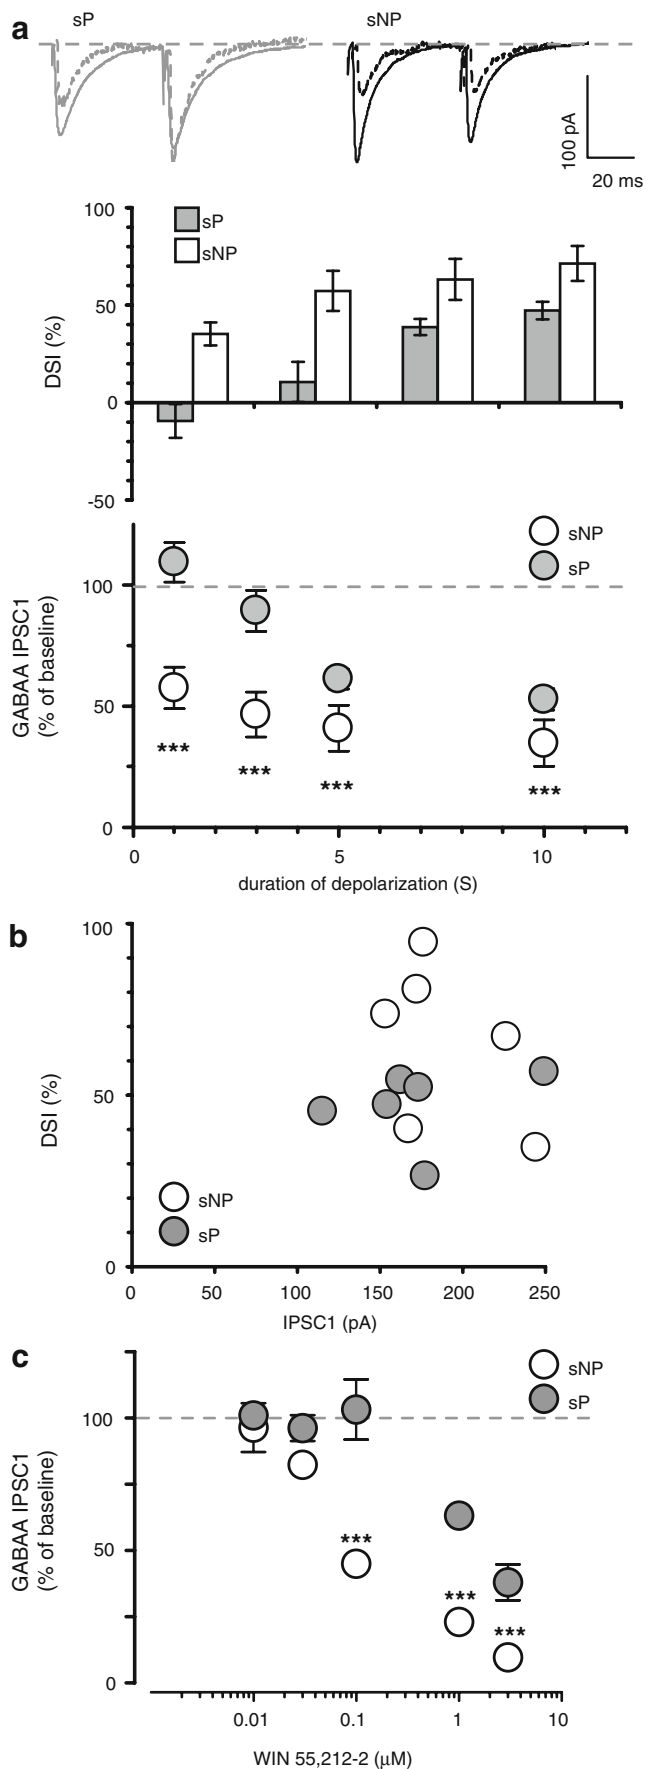 a
sP
sNP
100 pA
20 ms
100
50
0
-50
DSI (%)
sP
sNP
sNP
sP
100
50
0
GABAA IPSC1
(% of baseline)
***
***
***
***
0
5
10
duration of depolarization (S)
b
100
50
0
DSI (%)
sNP
sP
0
50
100
150
200
250
IPSC1 (pA)
c
sNP
sP
100
50
0
GABAA IPSC1
(% of baseline)
***
***
***
0.01
0.1
1
10
WIN 55,212-2 (μM)